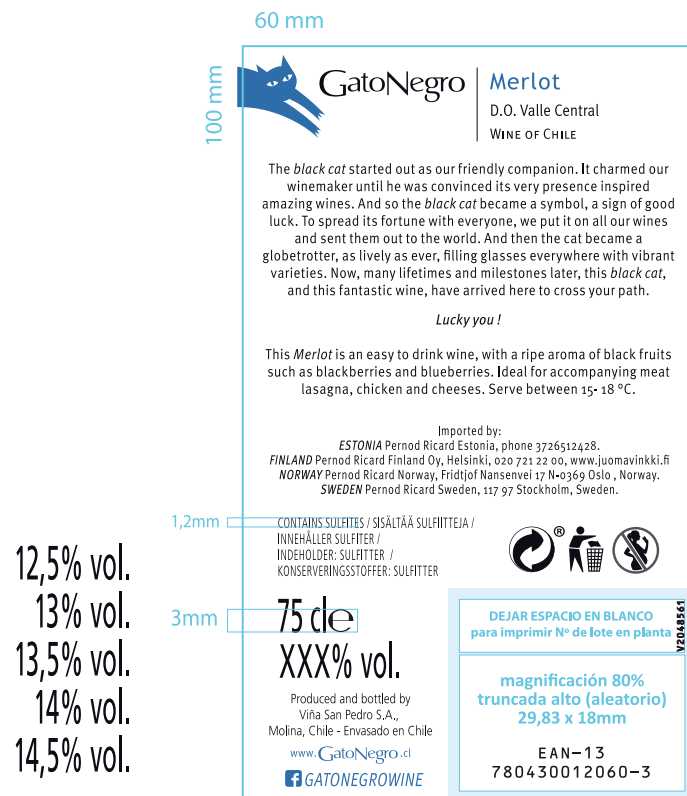 60 mm
100 mm
GatoNegro
Merlot
D.O. Valle Central
WINE OF CHILE
The black cat started out as our friendly companion. It charmed our
winemaker until he was convinced its very presence inspired
amazing wines. And so the black cat became a symbol, a sign of good
luck. To spread its fortune with everyone, we put it on all our wines
and sent them out to the world. And then the cat became a
globetrotter, as lively as ever, filling glasses everywhere with vibrant
varieties. Now, many lifetimes and milestones later, this black cat,
and this fantastic wine, have arrived here to cross your path.
Lucky you !
This Merlot is an easy to drink wine, with a ripe aroma of black fruits
such as blackberries and blueberries. Ideal for accompanying meat
lasagna, chicken and cheeses. Serve between 15- 18 °C.
Imported by:
ESTONIA Pernod Ricard Estonia, phone 3726512428.
FINLAND Pernod Ricard Finland Oy, Helsinki, 020 721 22 00, www.juomavinkki.fi
NORWAY Pernod Ricard Norway, Fridtjof Nansenvei 17 N-0369 Oslo , Norway.
SWEDEN Pernod Ricard Sweden, 117 97 Stockholm, Sweden.
1,2mm
CONTAINS SULFITES / SISÄLTÄÄ SULFIITTEJA /
INNEHÅLLER SULFITER /
INDEHOLDER: SULFITTER /
KONSERVERINGSSTOFFER: SULFITTER
®
12,5% vol.
13% vol.
13,5% vol.
14% vol.
14,5% vol.
3mm
75 cl e
XXX% vol.
Produced and bottled by
Viña San Pedro S.A.,
Molina, Chile - Envasado en Chile
www.GatoNegro.cl
f GATONEGROWINE
DEJAR ESPACIO EN BLANCO
para imprimir Nº de lote en planta
V2048561
magnificación 80%
truncada alto (aleatorio)
29,83 x 18mm
EAN-13
780430012060-3